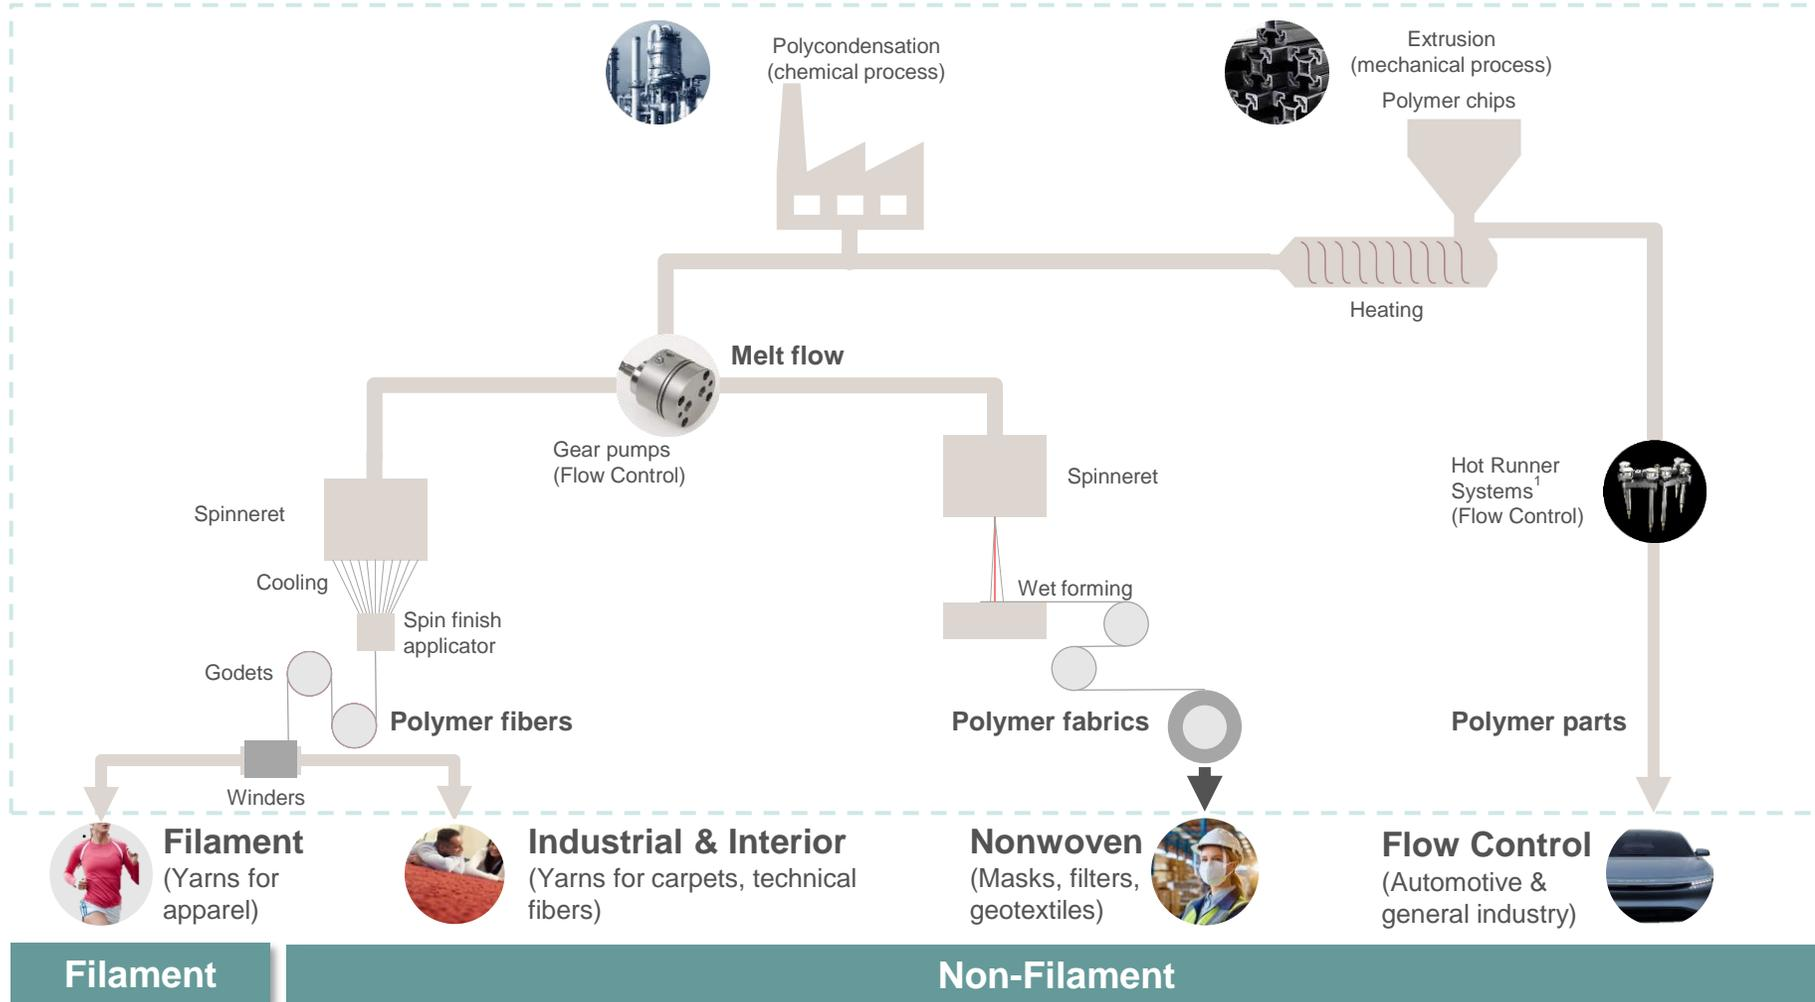 Polycondensation
(chemical process)
Extrusion
(mechanical process)
Polymer chips
Heating
Melt flow
Gear pumps
(Flow Control)
Spinneret
Spinneret
Hot Runner
Systems¹
(Flow Control)
Cooling
Wet forming
Spin finish
applicator
Godets
Polymer fibers
Polymer fabrics
Polymer parts
Winders
Filament
(Yarns for
apparel)
Industrial & Interior
(Yarns for carpets, technical
fibers)
Nonwoven
(Masks, filters,
geotextiles)
Flow Control
(Automotive &
general industry)
Filament
Non-Filament